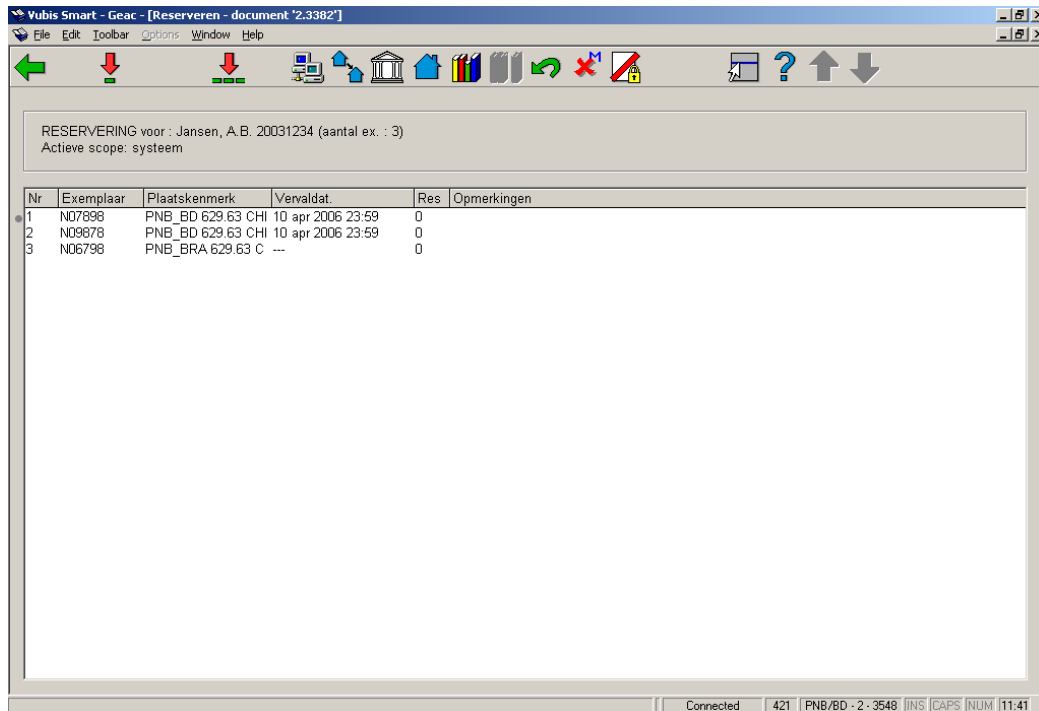 Vubis Smart - Geac - [Reserveren - document '2.3382']
File Edit Toolbar Options Window Help
M
RESERVERING voor : Jansen, A.B. 20031234 (aantal ex. : 3)
Actieve scope: systeem
Nr Exemplaar Plaatskenmerk Vervaldat. Res Opmerkingen
1 N07898 PNB_BD 629.63 CHI 10 apr 2006 23:59 0
2 N09878 PNB_BD 629.63 CHI 10 apr 2006 23:59 0
3 N06798 PNB_BRA 629.63 C --- 0
Connected 421 PNB/BD - 2 - 3548 INS CAPS NUM 11:41